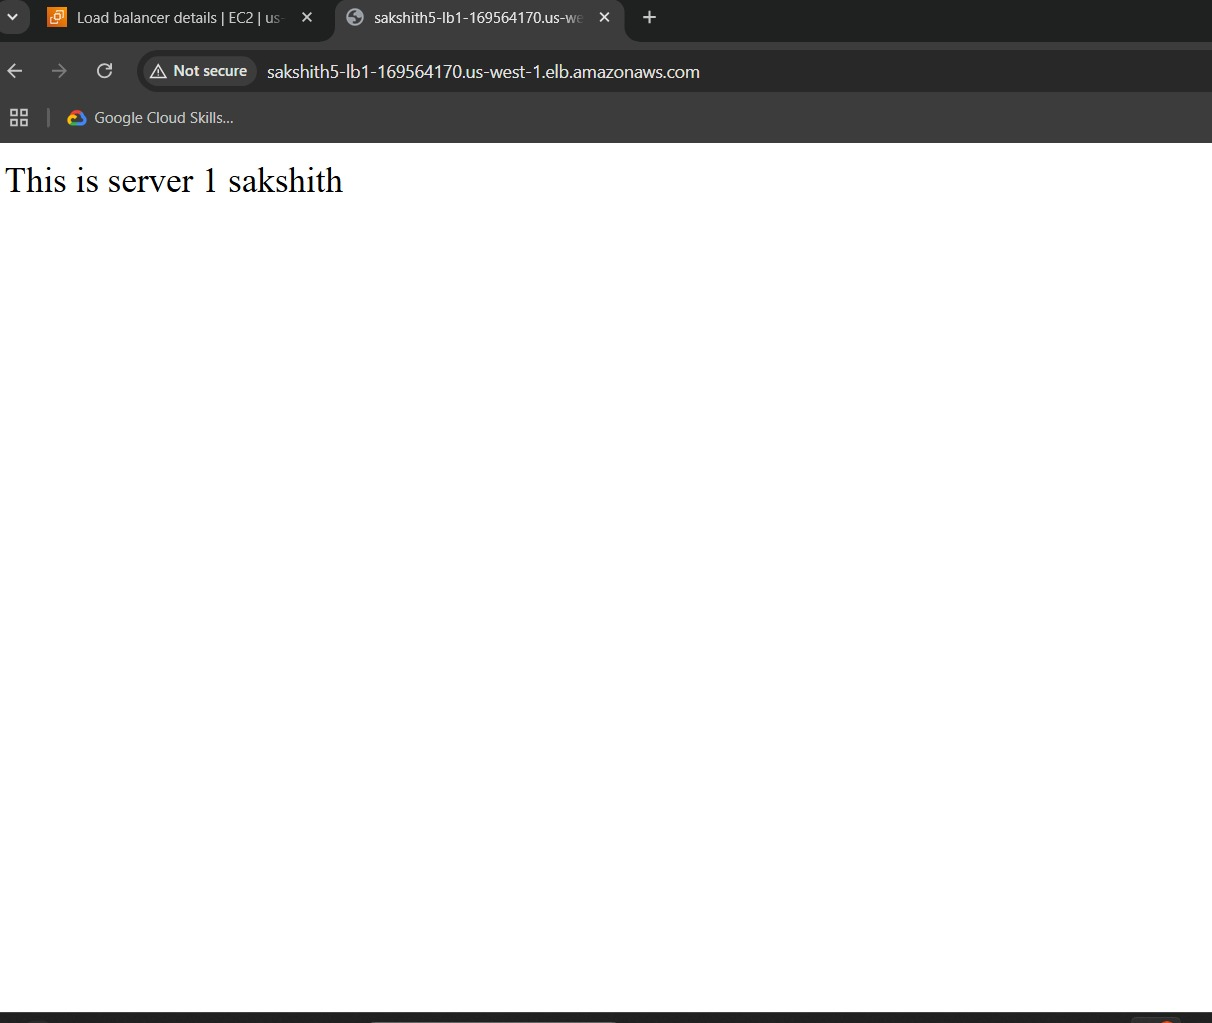 Load balancer details | EC2 | us-
sakshith5-lb1-169564170.us-we
Not secure
sakshith5-lb1-169564170.us-west-1.elb.amazonaws.com
Google Cloud Skills...
This is server 1 sakshith